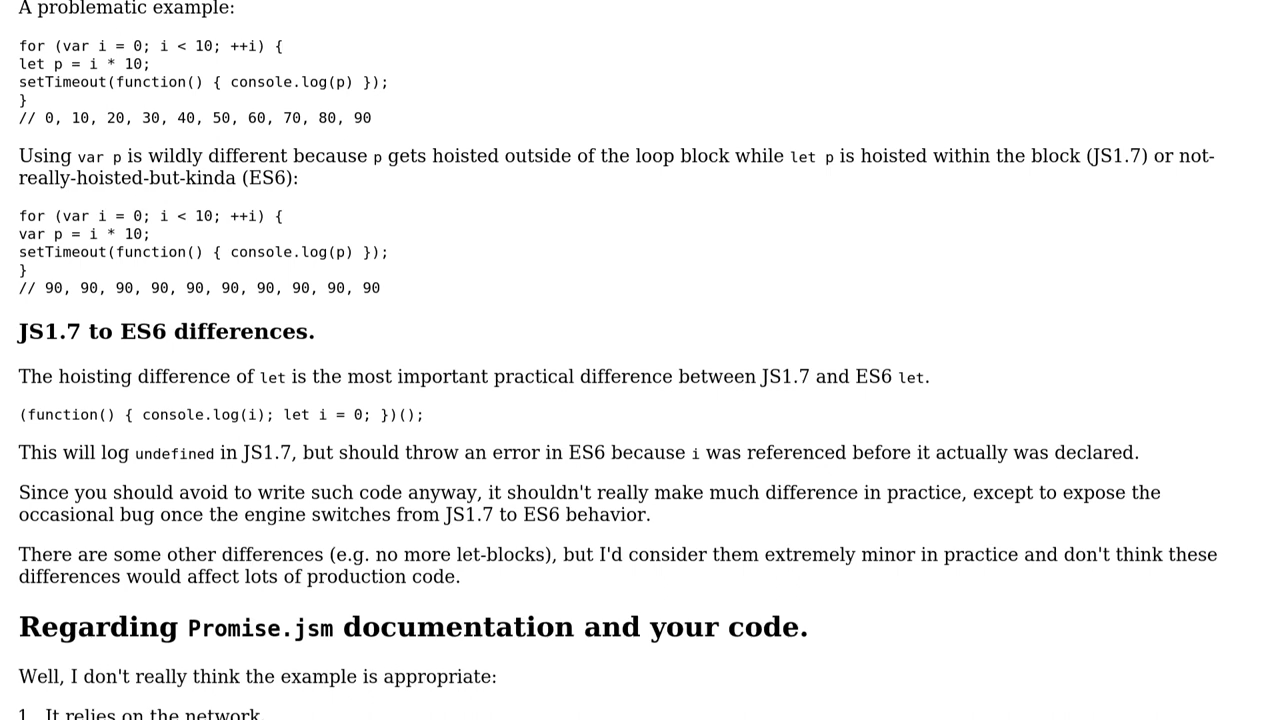 A problematic example:
for (var i = 0; i < 10; ++i) {
let p = i * 10;
setTimeout(function() { console.log(p) });
}
// 0, 10, 20, 30, 40, 50, 60, 70, 80, 90
Using var p is wildly different because p gets hoisted outside of the loop block while let p is hoisted within the block (JS1.7) or not-
really-hoisted-but-kinda (ES6):
for (var i = 0; i < 10; ++i) {
var p = i * 10;
setTimeout(function() { console.log(p) });
}
// 90, 90, 90, 90, 90, 90, 90, 90, 90, 90
JS1.7 to ES6 differences.
The hoisting difference of let is the most important practical difference between JS1.7 and ES6 let.
(function() { console.log(i); let i = 0; })();
This will log undefined in JS1.7, but should throw an error in ES6 because i was referenced before it actually was declared.
Since you should avoid to write such code anyway, it shouldn't really make much difference in practice, except to expose the
occasional bug once the engine switches from JS1.7 to ES6 behavior.
There are some other differences (e.g. no more let-blocks), but I'd consider them extremely minor in practice and don't think these
differences would affect lots of production code.
Regarding Promise.jsm documentation and your code.
Well, I don't really think the example is appropriate:
1. It relies on the network.